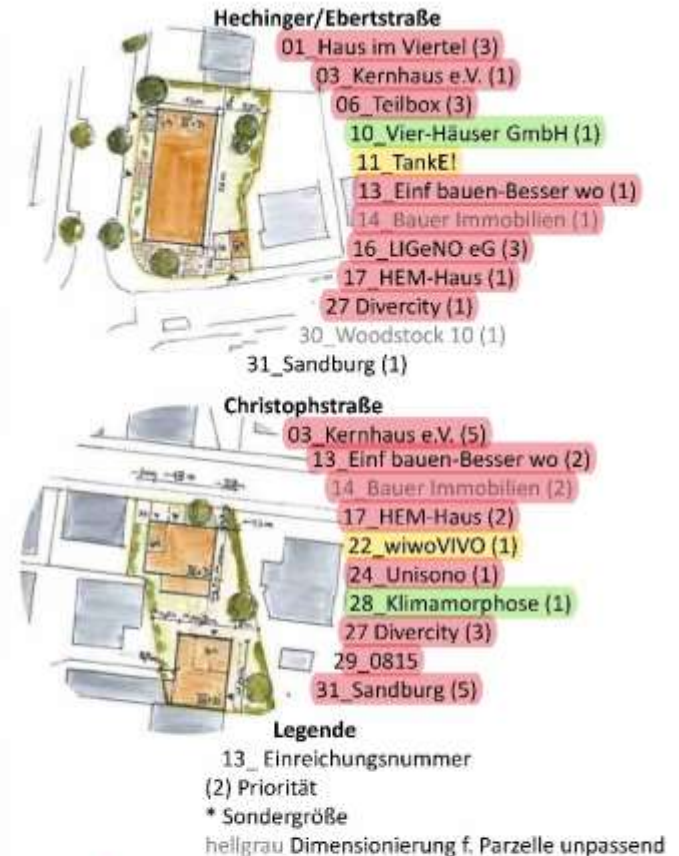 Hechinger/Ebertstraße
01_Haus im Viertel (3)
03_Kernhaus e.V. (1)
06_Teilbox (3)
10_Vier-Häuser GmbH (1)
11_TankE!
13_Einf bauen-Besser wo (1)
14_Bauer Immobilien (1)
16_LIGeNO eG (3)
17_HEM-Haus (1)
27 Divercity (1)
30_Woodstock 10 (1)
31_Sandburg (1)
Christophstraße
03_Kernhaus e.V. (5)
13_Einf bauen-Besser wo (2)
14_Bauer Immobilien (2)
17_HEM-Haus (2)
22_wiwoVIVO (1)
24_Unisono (1)
28_Klimamorphose (1)
27 Divercity (3)
29_0815
31_Sandburg (5)
Legende
13_ Einreichungsnummer
(2) Priorität
* Sondergröße
hellgrau Dimensionierung f. Parzelle unpassend